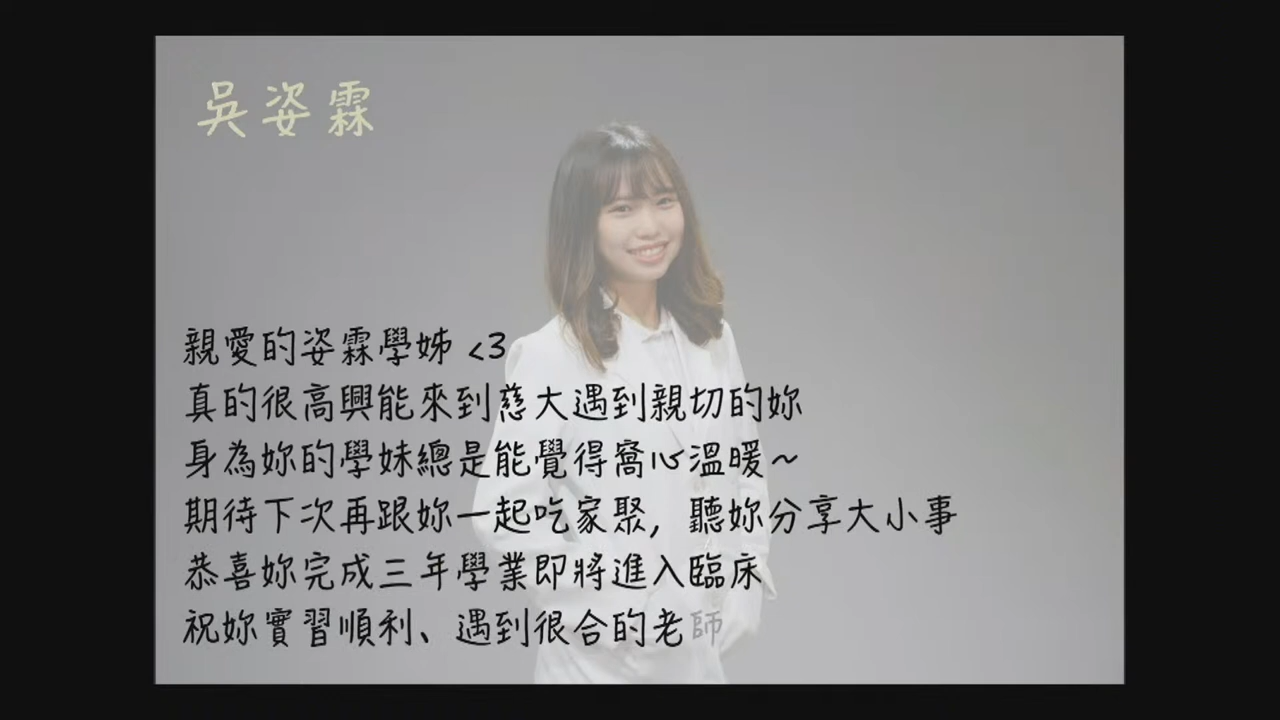 吳姿霖
親愛的姿霖學姊 <3
真的很高興能來到慈大遇到親切的妳
身為妳的學妹總是能覺得窩心溫暖~
期待下次再跟妳一起吃家聚, 聽妳分享大小事
恭喜妳完成三年學業即將進入臨床
祝妳實習順利、遇到很合的老師